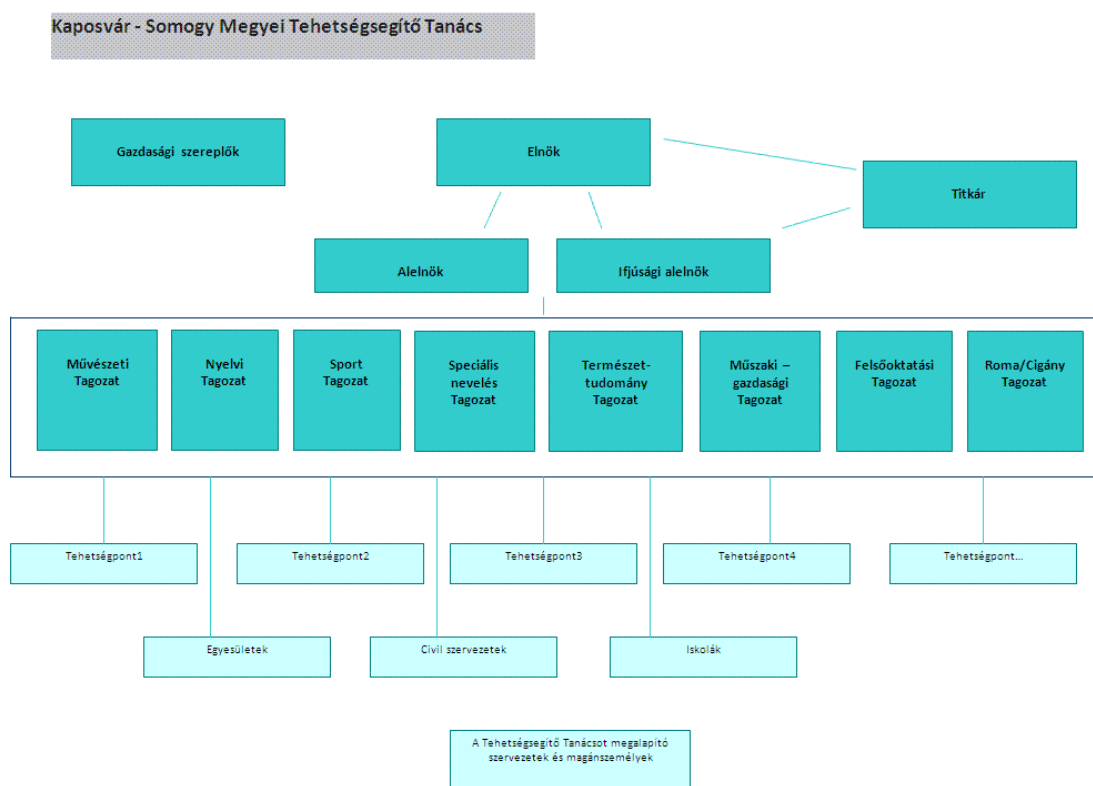 Kaposvár - Somogy Megyei Tehetségsegítő Tanács
Gazdasági szereplők
Elnök
Titkár
Alelnök
Ifjúsági alelnök
Művészeti
Tagozat
Nyelvi
Tagozat
Sport
Tagozat
Speciális
nevelés
Tagozat
Természet-
tudomány
Tagozat
Műszaki –
gazdasági
Tagozat
Felsőoktatási
Tagozat
Roma/Cigány
Tagozat
Tehetségpont1
Tehetségpont2
Tehetségpont3
Tehetségpont4
Tehetségpont...
Egyesületek
Civil szervezetek
Iskolák
A Tehetségsegítő Tanácsot megalapító
szervezetek és magánszemélyek